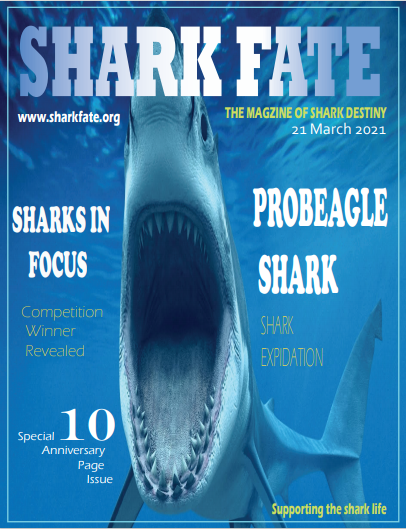 SHARK FATE
www.sharkfate.org
THE MAGZINE OF SHARK DESTINY
21 March 2021
SHARKS IN
FOCUS
Competition
Winner
Revealed
PROBEAGLE
SHARK
SHARK
EXPIDATION
Special 10
Anniversary
Page
Issue
Supporting the shark life